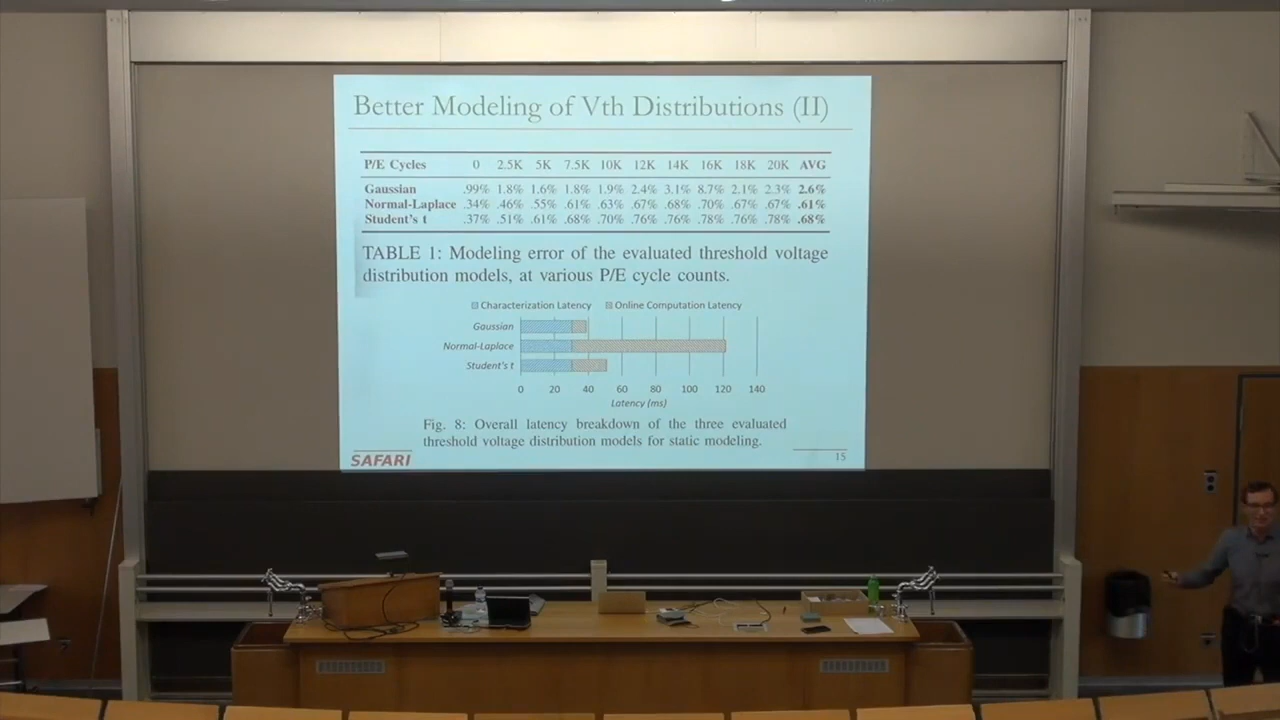 Better Modeling of Vth Distributions (II)
P/E Cycles 0 2.5K 5K 7.5K 10K 12K 14K 16K 18K 20K AVG
Gaussian .99% 1.8% 1.6% 1.8% 1.9% 2.4% 3.1% 8.7% 2.1% 2.3% 2.6%
Normal-Laplace .34% .46% .55% .61% .63% .67% .68% .70% .67% .67% .61%
Student's t .37% .51% .61% .68% .70% .76% .76% .78% .76% .78% .68%
TABLE 1: Modeling error of the evaluated threshold voltage
distribution models, at various P/E cycle counts.
Characterization Latency Online Computation Latency
Gaussian
Normal-Laplace
Student's t
0 20 40 60 80 100 120 140
Latency (ms)
Fig. 8: Overall latency breakdown of the three evaluated
threshold voltage distribution models for static modeling.
SAFARI
15